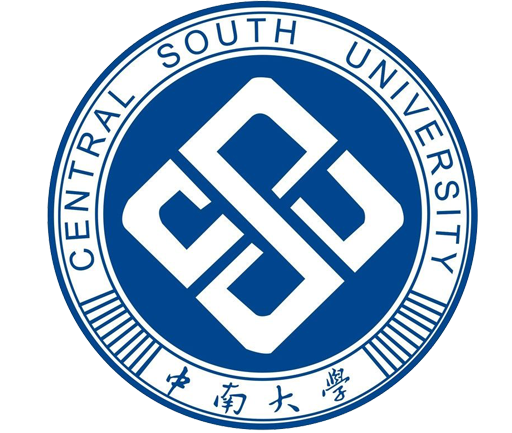 CENTRAL SOUTH UNIVERSITY
中南大學